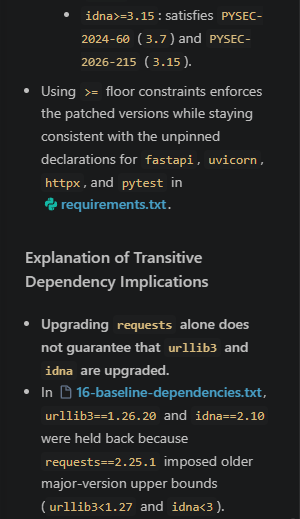 • idna>=3.15 : satisfies PYSEC-
2024-60 ( 3.7 ) and PYSEC-
2026-215 ( 3.15 ).
• Using >= floor constraints enforces
the patched versions while staying
consistent with the unpinned
declarations for fastapi , uvicorn ,
httpx , and pytest in
requirements.txt.
Explanation of Transitive
Dependency Implications
• Upgrading requests alone does
not guarantee that urllib3 and
idna are upgraded.
• In 16-baseline-dependencies.txt,
urllib3==1.26.20 and idna==2.10
were held back because
requests==2.25.1 imposed older
major-version upper bounds
( urllib3<1.27 and idna<3 ).